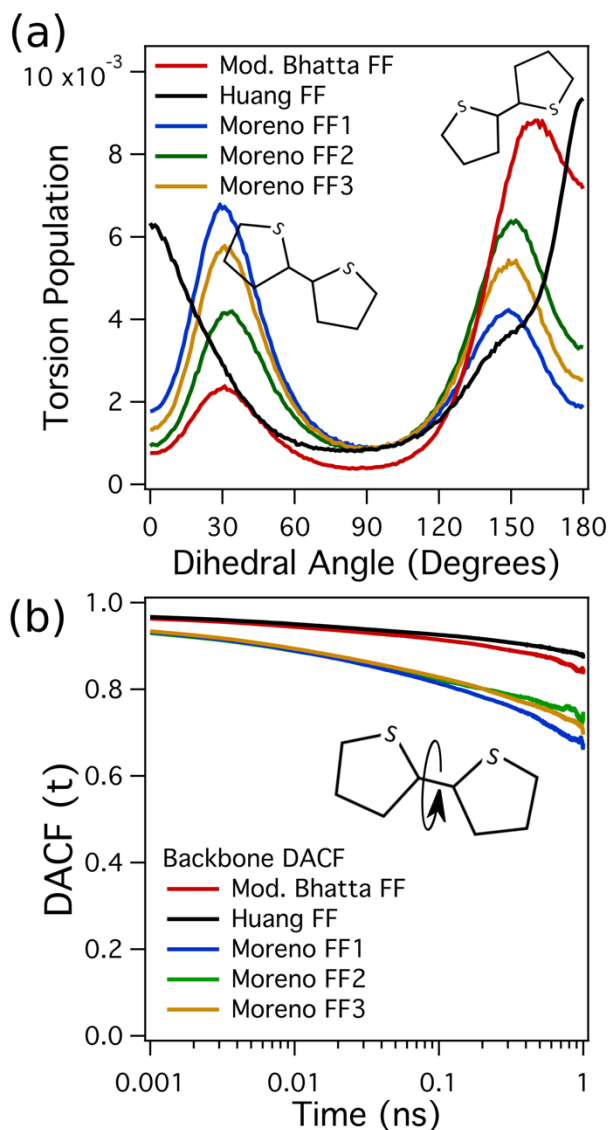 (a)
10 x10⁻³
8
6
4
2
0
Torsion Population
Mod. Bhatta FF
Huang FF
Moreno FF1
Moreno FF2
Moreno FF3
S
S
S
S
0
30
60
90
120
150
180
Dihedral Angle (Degrees)
(b)
1.0
0.8
0.6
0.4
0.2
0.0
DACF (t)
S
S
Backbone DACF
Mod. Bhatta FF
Huang FF
Moreno FF1
Moreno FF2
Moreno FF3
0.001
0.01
0.1
1
Time (ns)